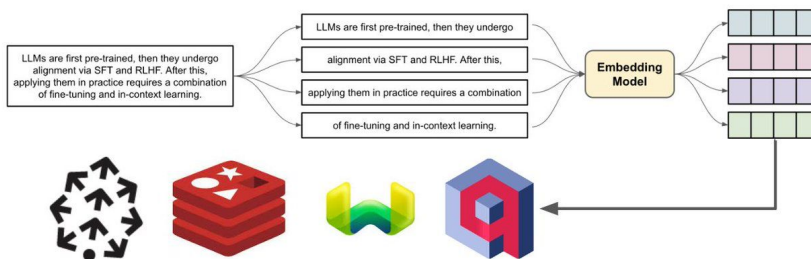 LLMs are first pre-trained, then they undergo
alignment via SFT and RLHF. After this,
applying them in practice requires a combination
of fine-tuning and in-context learning.
LLMs are first pre-trained, then they undergo
alignment via SFT and RLHF. After this,
applying them in practice requires a combination
of fine-tuning and in-context learning.
Embedding
Model